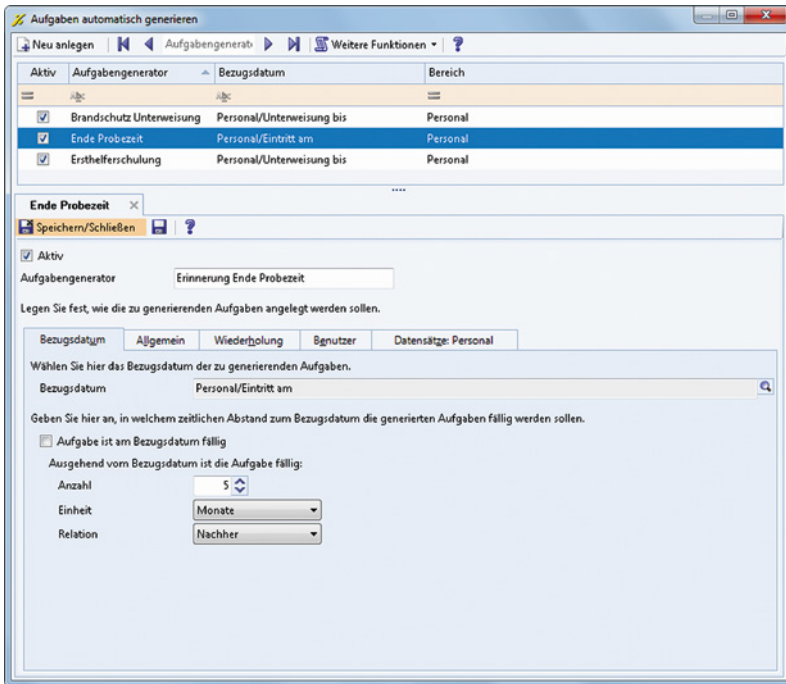 Aufgaben automatisch generieren
Neu anlegen Aufgabengenerat Weitere Funktionen ?
Aktiv Aufgabengenerator Bezugsdatum Bereich
= ABc ABc =
Brandschutz Unterweisung Personal/Unterweisung bis Personal
Ende Probezeit Personal/Eintritt am Personal
Ersthelferschulung Personal/Unterweisung bis Personal
Ende Probezeit ×
Speichern/Schließen ?
Aktiv
Aufgabengenerator Erinnerung Ende Probezeit
Legen Sie fest, wie die zu generierenden Aufgaben angelegt werden sollen.
Bezugsdatum Allgemein Wiederholung Benutzer Datensätze: Personal
Wählen Sie hier das Bezugsdatum der zu generierenden Aufgaben.
Bezugsdatum Personal/Eintritt am
Geben Sie hier an, in welchem zeitlichen Abstand zum Bezugsdatum die generierten Aufgaben fällig werden sollen.
Aufgabe ist am Bezugsdatum fällig
Ausgehend vom Bezugsdatum ist die Aufgabe fällig:
Anzahl 5
Einheit Monate
Relation Nachher